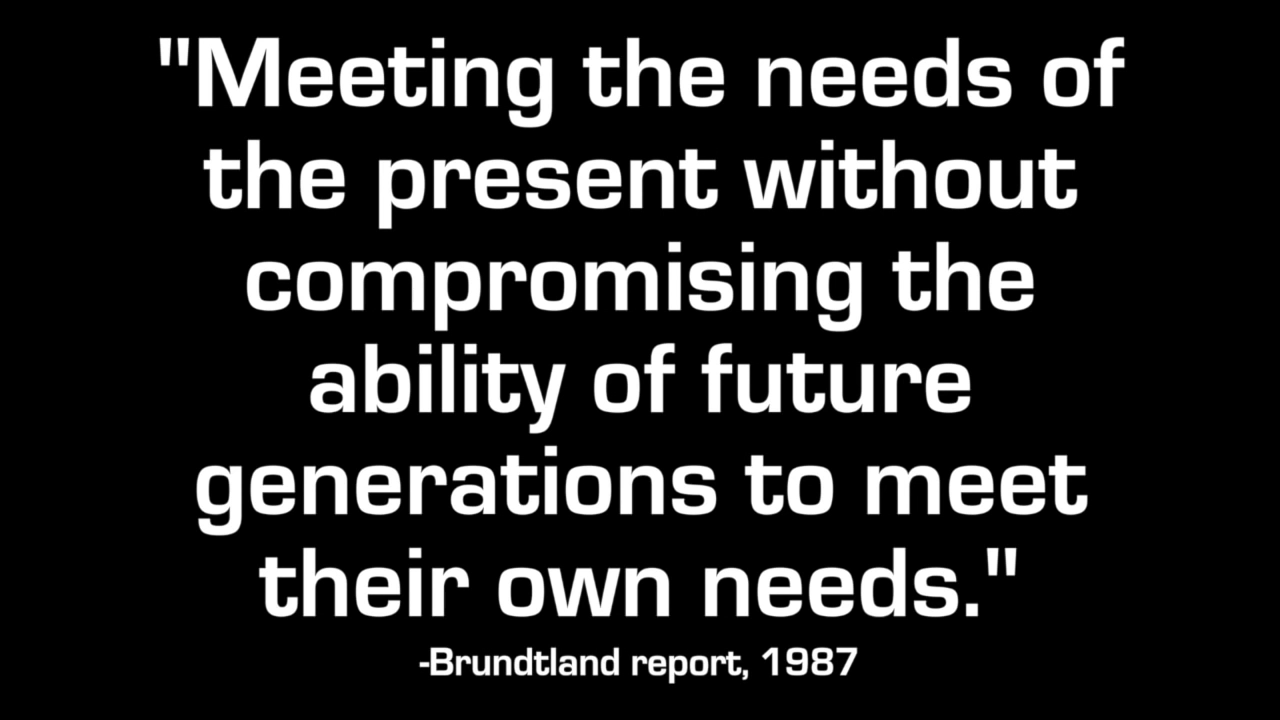 "Meeting the needs of
the present without
compromising the
ability of future
generations to meet
their own needs."
-Brundtland report, 1987